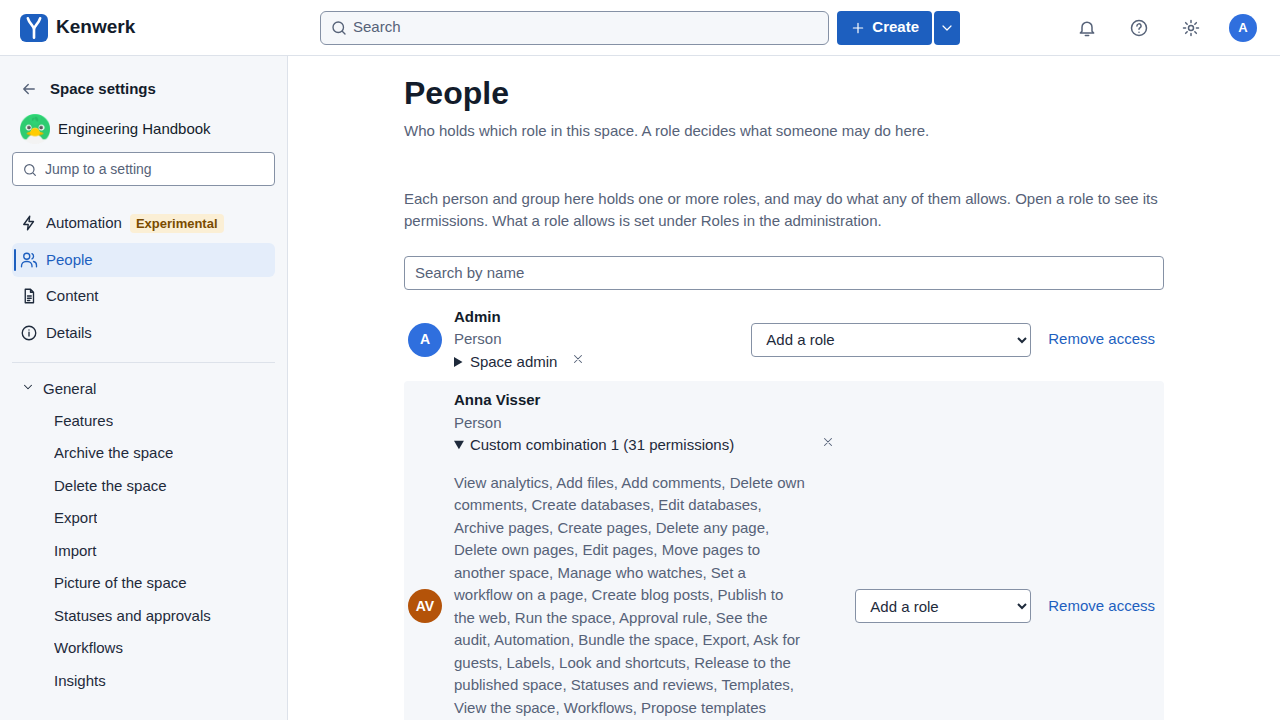 Kenwerk
Search
Create
A
Space settings
Engineering Handbook
Jump to a setting
Automation Experimental
People
Content
Details
General
Features
Archive the space
Delete the space
Export
Import
Picture of the space
Statuses and approvals
Workflows
Insights
People
Who holds which role in this space. A role decides what someone may do here.
Each person and group here holds one or more roles, and may do what any of them allows. Open a role to see its
permissions. What a role allows is set under Roles in the administration.
Search by name
A
Admin
Person
Space admin
Add a role
Remove access
AV
Anna Visser
Person
Custom combination 1 (31 permissions)
View analytics, Add files, Add comments, Delete own
comments, Create databases, Edit databases,
Archive pages, Create pages, Delete any page,
Delete own pages, Edit pages, Move pages to
another space, Manage who watches, Set a
workflow on a page, Create blog posts, Publish to
the web, Run the space, Approval rule, See the
audit, Automation, Bundle the space, Export, Ask for
guests, Labels, Look and shortcuts, Release to the
published space, Statuses and reviews, Templates,
View the space, Workflows, Propose templates
Add a role
Remove access